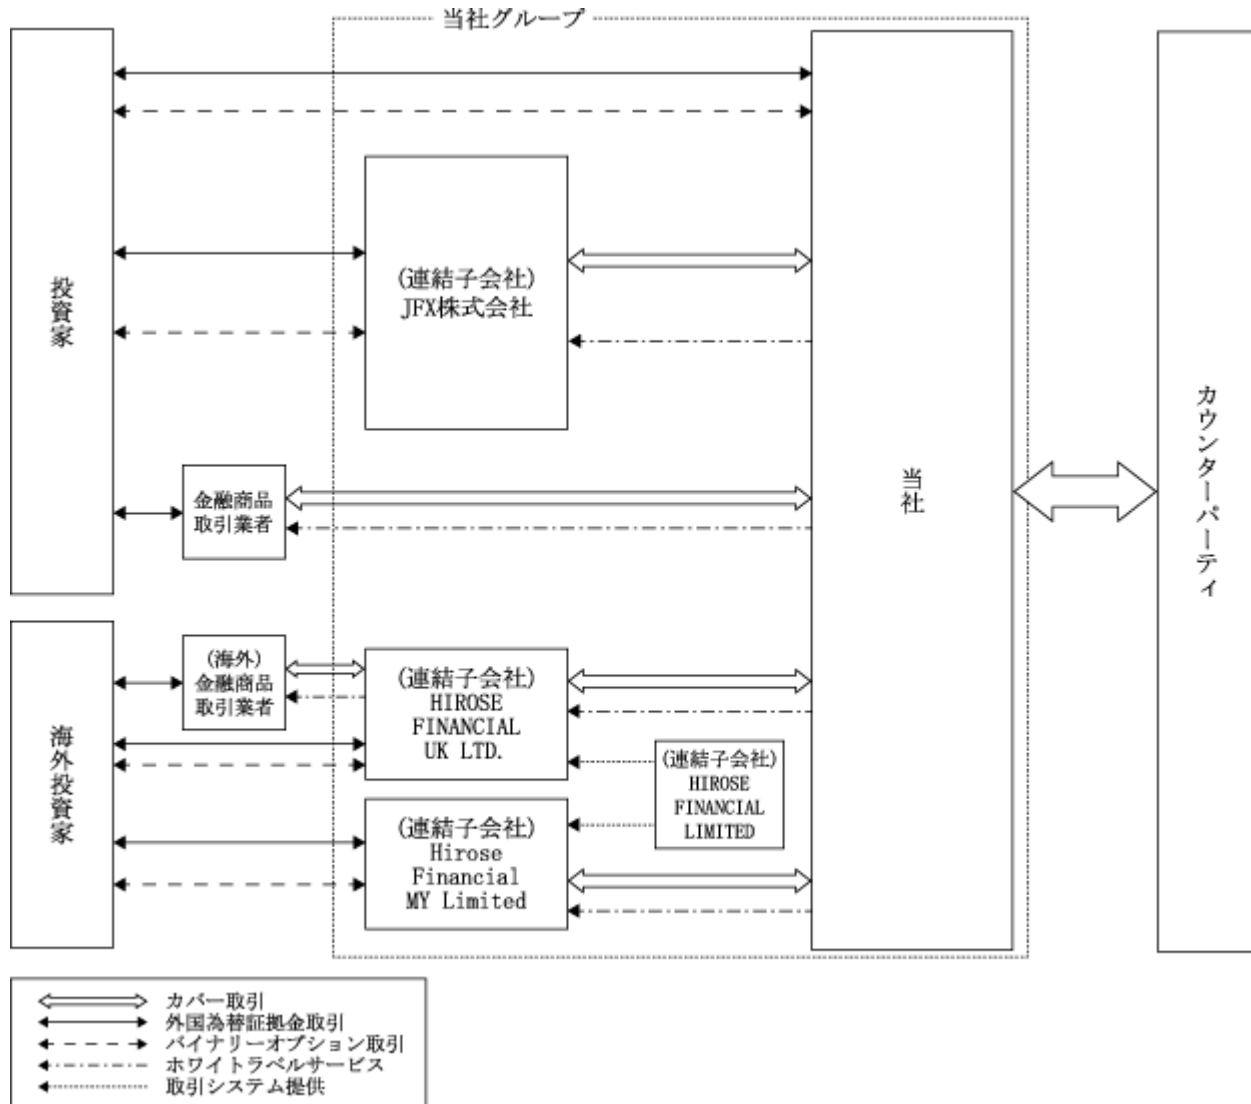 当社グループ
投資家
(連結子会社)
JFX株式会社
金融商品
取引業者
当社
カウンターパーティ
海外投資家
(海外)
金融商品
取引業者
(連結子会社)
HIROSE
FINANCIAL
UK LTD.
(連結子会社)
HIROSE
FINANCIAL
LIMITED
(連結子会社)
Hirose
Financial
MY Limited
カバー取引
外国為替証拠金取引
バイナリーオプション取引
ホワイトラベルサービス
取引システム提供